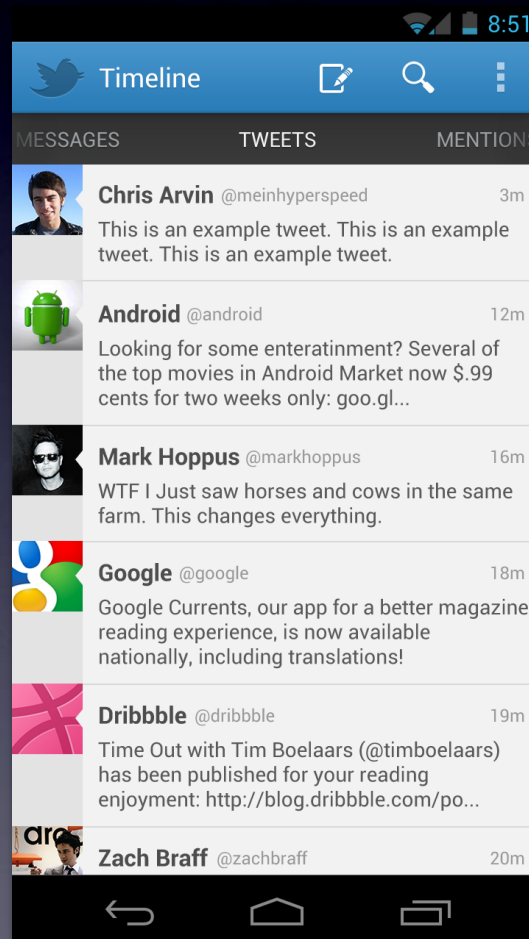 8:51
Timeline
MESSAGES TWEETS MENTION
Chris Arvin @meinhyperspeed 3m
This is an example tweet. This is an example
tweet. This is an example tweet.
Android @android 12m
Looking for some enteratinment? Several of
the top movies in Android Market now $.99
cents for two weeks only: goo.gl...
Mark Hoppus @markhoppus 16m
WTF I Just saw horses and cows in the same
farm. This changes everything.
Google @google 18m
Google Currents, our app for a better magazine
reading experience, is now available
nationally, including translations!
Dribbble @dribbble 19m
Time Out with Tim Boelaars (@timboelaars)
has been published for your reading
enjoyment: http://blog.dribbble.com/po...
Zach Braff @zachbraff 20m